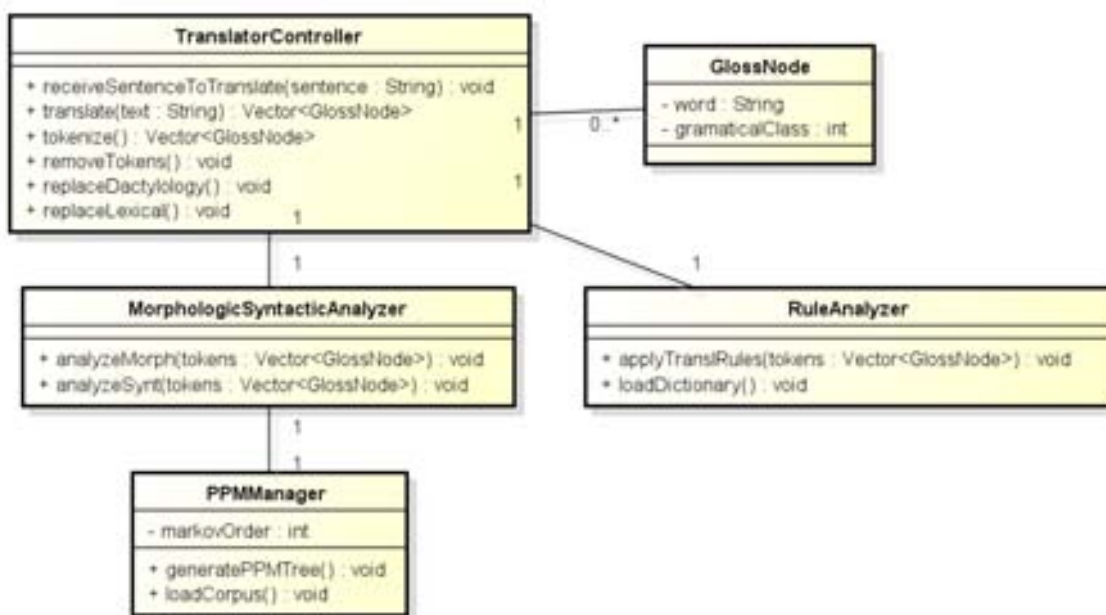 TranslatorController
+ receiveSentenceToTranslate(sentence : String) : void
+ translate(text : String) : Vector<GlossNode>
+ tokenize() : Vector<GlossNode>
+ removeTokens() : void
+ replaceDactylology() : void
+ replaceLexical() : void
1
0..*
1
1
GlossNode
- word : String
- gramaticalClass : int
1
1
MorphologicSyntacticAnalyzer
+ analyzeMorph(tokens : Vector<GlossNode>) : void
+ analyzeSynt(tokens : Vector<GlossNode>) : void
RuleAnalyzer
+ applyTranslRules(tokens : Vector<GlossNode>) : void
+ loadDictionary() : void
1
1
PPMManager
- markovOrder : int
+ generatePPMTree() : void
+ loadCorpus() : void